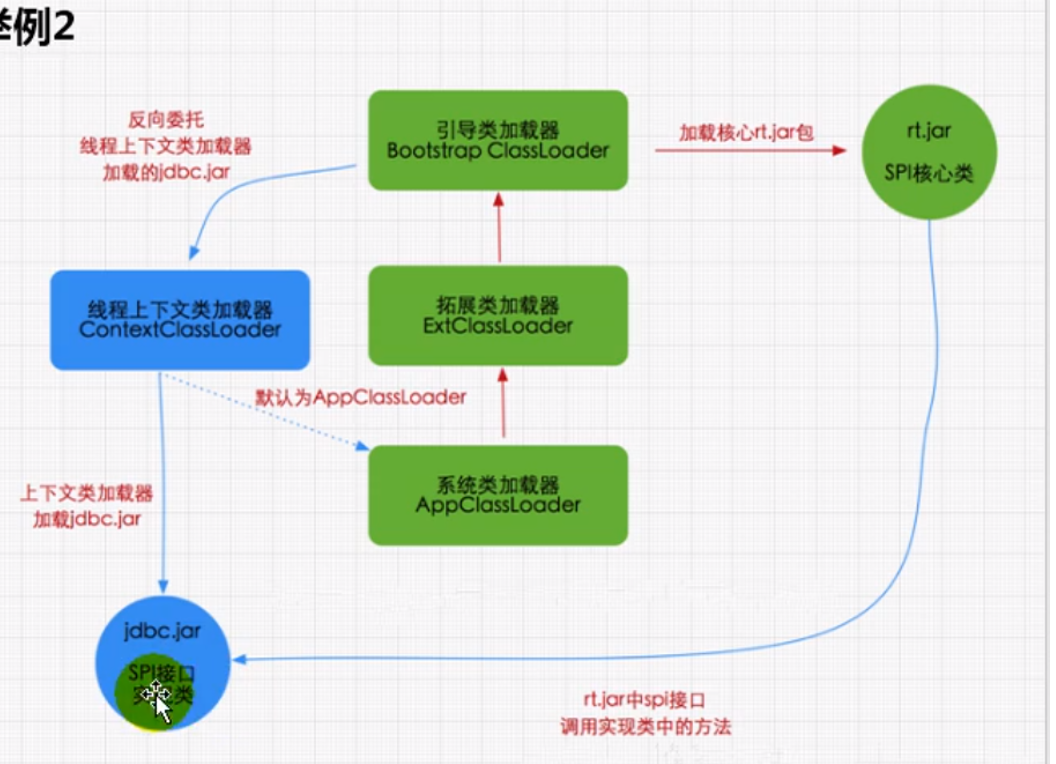 举例2
反向委托
线程上下文类加载器
加载的jdbc.jar
引导类加载器
Bootstrap ClassLoader
加载核心rt.jar包
rt.jar
SPI核心类
线程上下文类加载器
ContextClassLoader
拓展类加载器
ExtClassLoader
默认为AppClassLoader
系统类加载器
AppClassLoader
上下文类加载器
加载jdbc.jar
jdbc.jar
SPI接口
实现类
rt.jar中spi接口
调用实现类中的方法